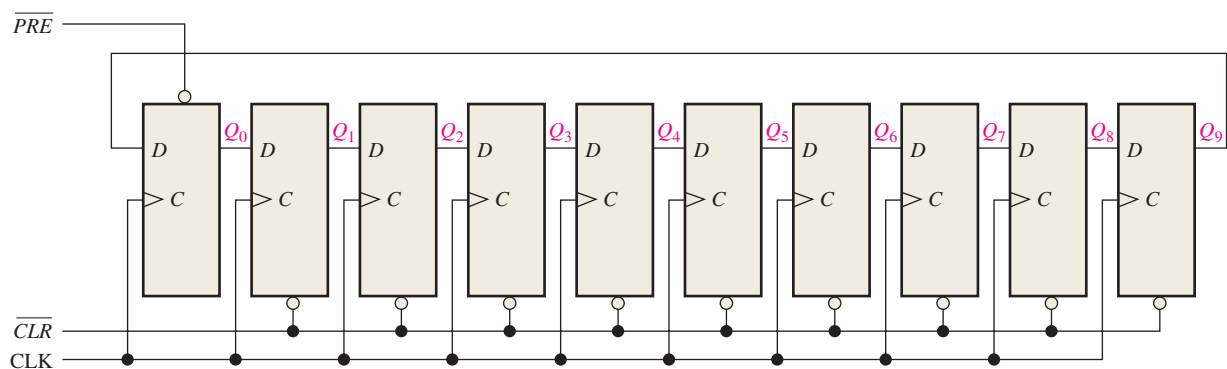 PRE
Q0 Q1 Q2 Q3 Q4 Q5 Q6 Q7 Q8 Q9
D D D D D D D D D D
C C C C C C C C C C
CLR
CLK